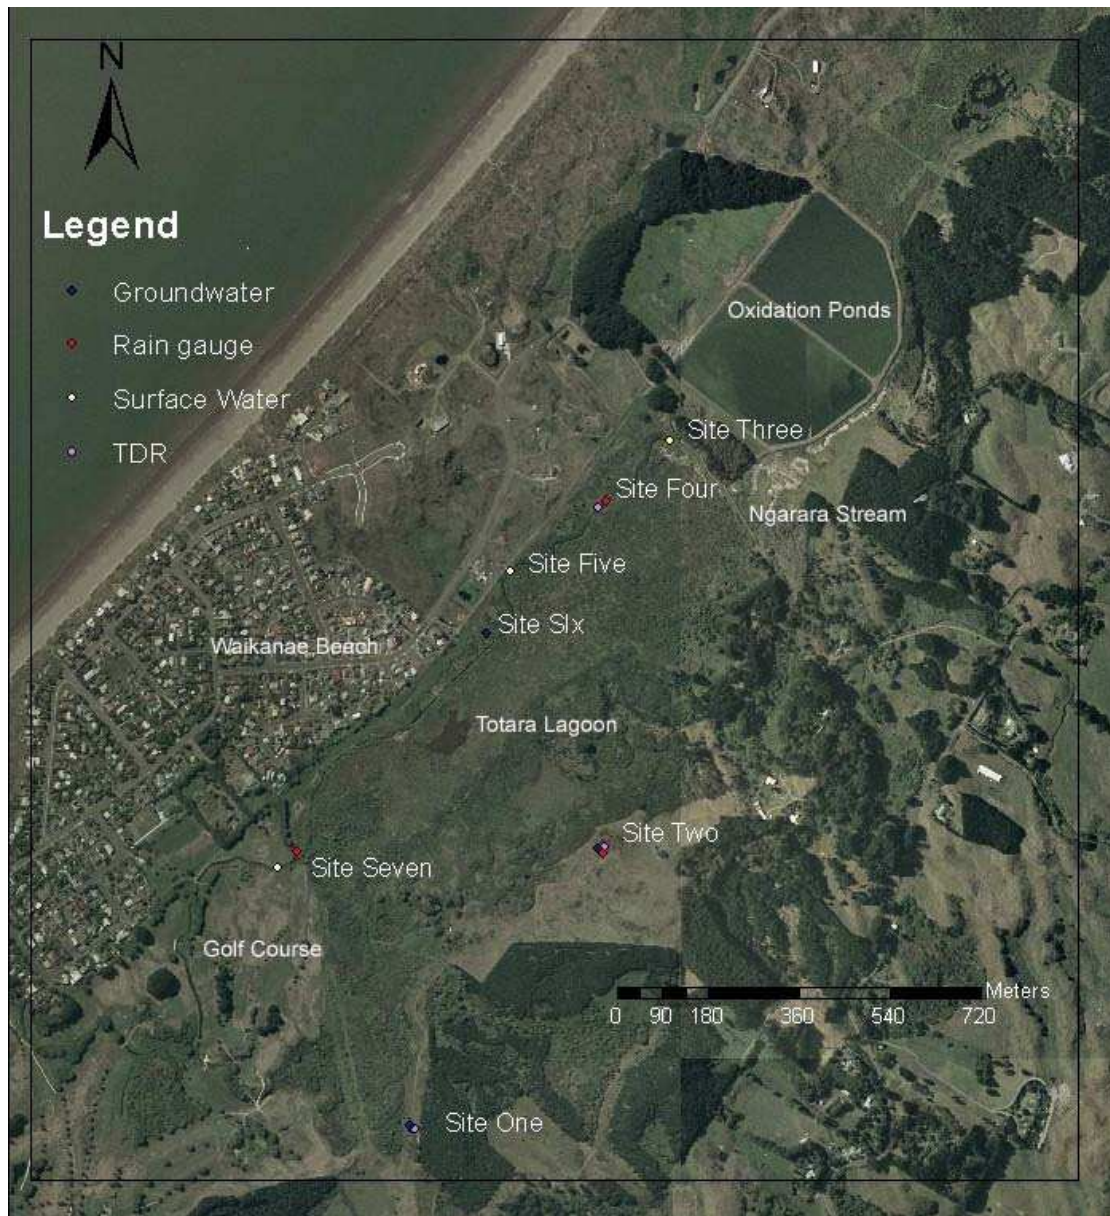 N
Legend
Groundwater
Rain gauge
Surface Water
TDR
Oxidation Ponds
Site Three
Site Four
Ngarara Stream
Site Five
Site SIx
Waikanae Beach
Totara Lagoon
Site Two
Site Seven
Golf Course
Meters
0 90 180 360 540 720
Site One